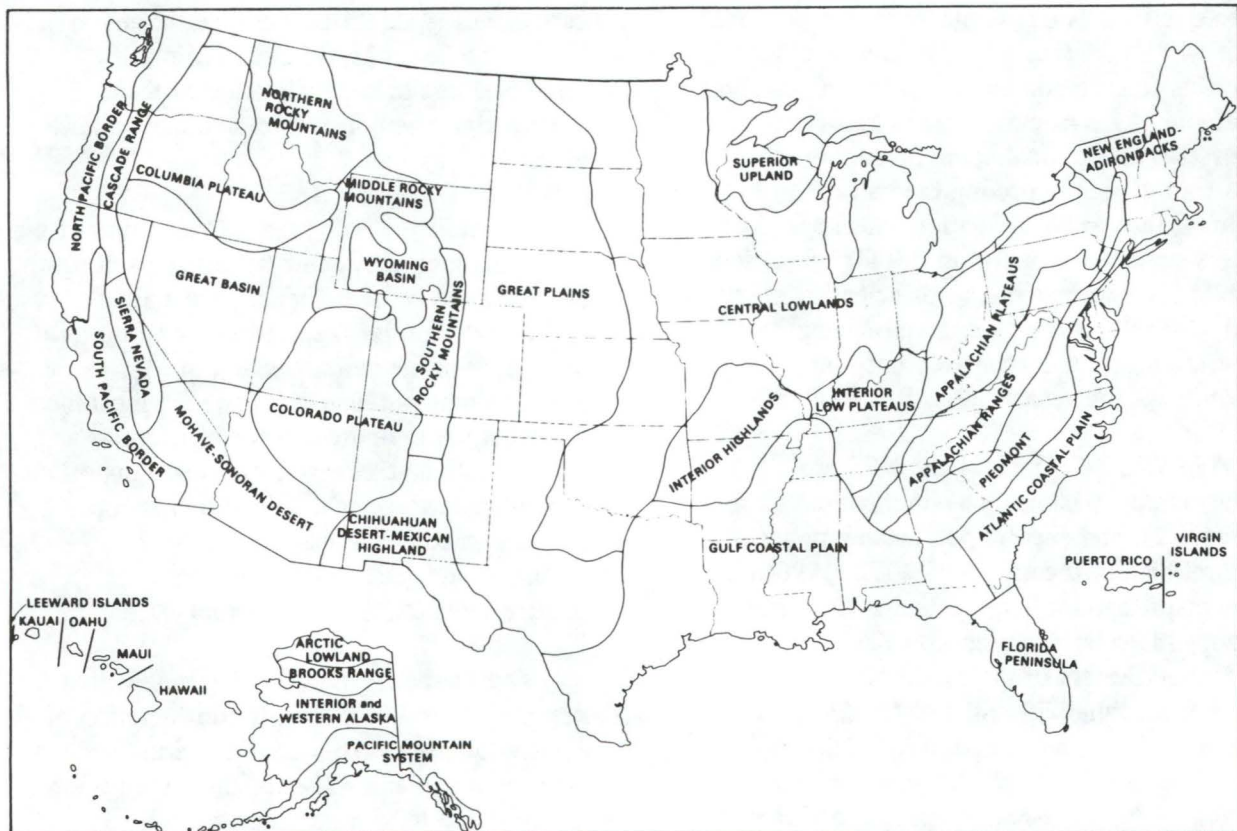 NORTH PACIFIC BORDER
CASCADE RANGE
NORTHERN
ROCKY
MOUNTAINS
COLUMBIA PLATEAU
MIDDLE ROCKY
MOUNTAINS
WYOMING
BASIN
GREAT BASIN
SIERRA NEVADA
SOUTH PACIFIC BORDER
SOUTHERN
ROCKY MOUNTAINS
GREAT PLAINS
COLORADO PLATEAU
MOHAVE-SONORAN DESERT
CHIHUAHUAN
DESERT-MEXICAN
HIGHLAND
SUPERIOR
UPLAND
CENTRAL LOWLANDS
INTERIOR HIGHLANDS
INTERIOR
LOW PLATEAUS
NEW ENGLAND-
ADIRONDACKS
APPALACHIAN PLATEAUS
APPALACHIAN RANGES
PIEDMONT
ATLANTIC COASTAL PLAIN
GULF COASTAL PLAIN
FLORIDA
PENINSULA
PUERTO RICO
VIRGIN
ISLANDS
LEEWARD ISLANDS
KAUAI
OAHU
MAUI
HAWAII
ARCTIC
LOWLAND
BROOKS RANGE
INTERIOR and
WESTERN ALASKA
PACIFIC MOUNTAIN
SYSTEM